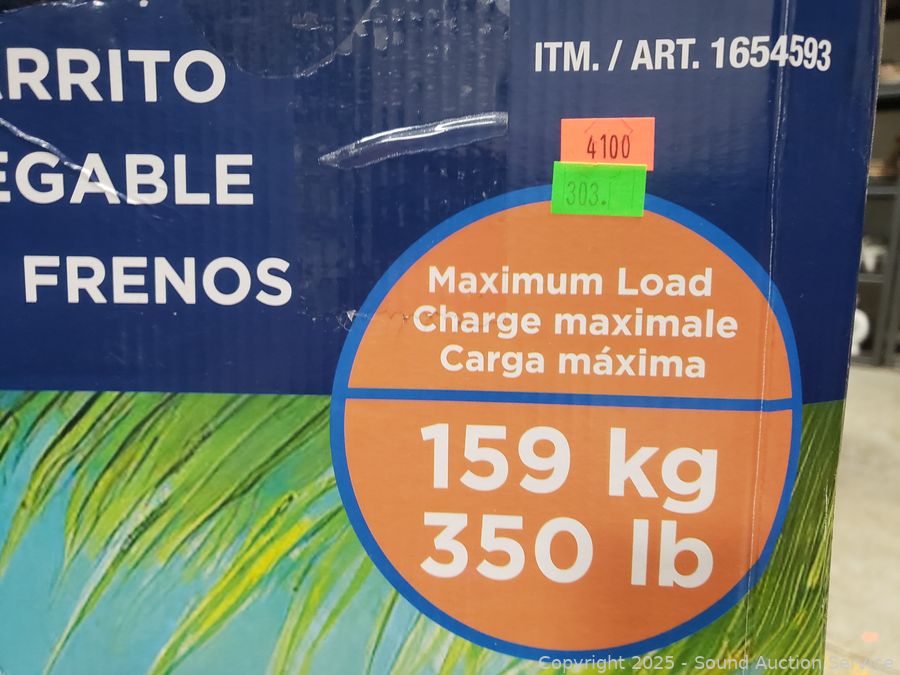 ARRITO
EGABLE
FRENOS
ITM. / ART. 1654593
4100
303.
Maximum Load
Charge maximale
Carga máxima
159 kg
350 lb
Copyright 2025 - Sound Auction Service